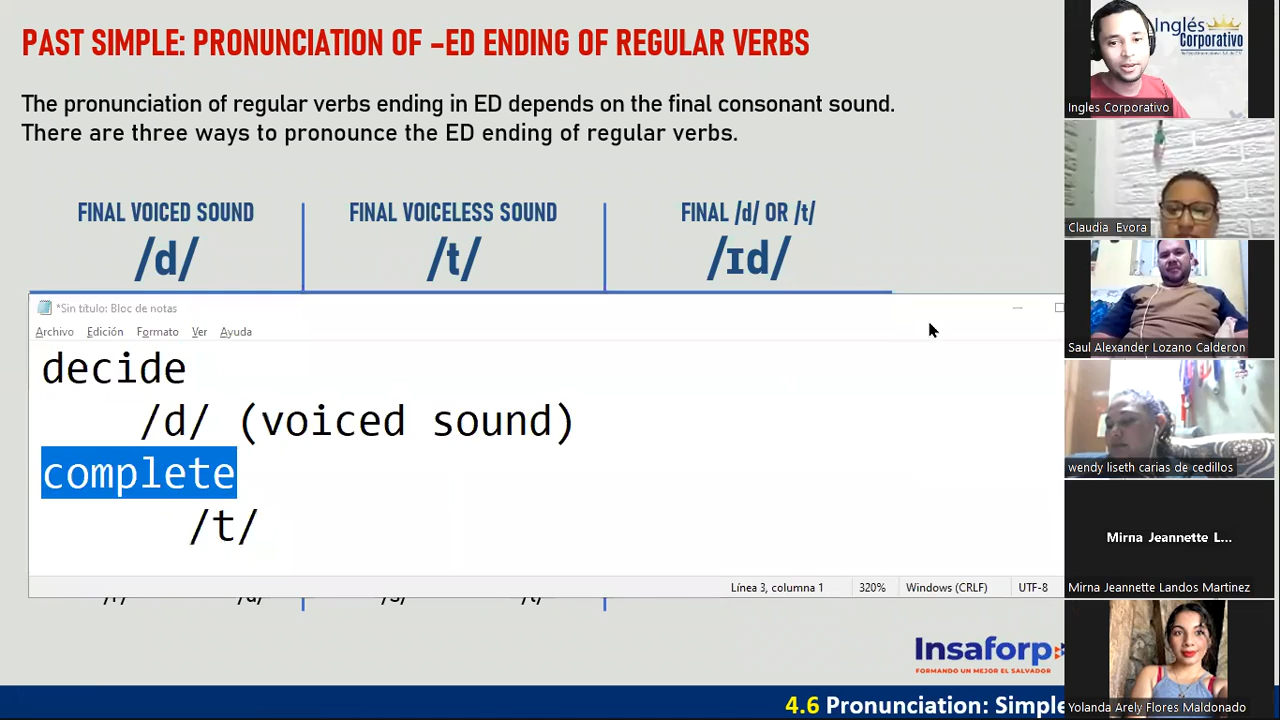 PAST SIMPLE: PRONUNCIATION OF -ED ENDING OF REGULAR VERBS
The pronunciation of regular verbs ending in ED depends on the final consonant sound.
There are three ways to pronounce the ED ending of regular verbs.
FINAL VOICED SOUND
/d/
FINAL VOICELESS SOUND
/t/
FINAL /d/ OR /t/
/ɪd/
*Sin título: Bloc de notas
Archivo Edición Formato Ver Ayuda
decide
/d/ (voiced sound)
complete
/t/
Línea 3, columna 1 320% Windows (CRLF) UTF-8
Insaforp
FORMANDO UN MEJOR EL SALVADOR
4.6 Pronunciation: Simple
Inglés
Corporativo
Ingles Corporativo
Claudia Evora
Saul Alexander Lozano Calderon
wendy liseth carias de cedillos
Mirna Jeannette L...
Mirna Jeannette Landos Martinez
Yolanda Arely Flores Maldonado